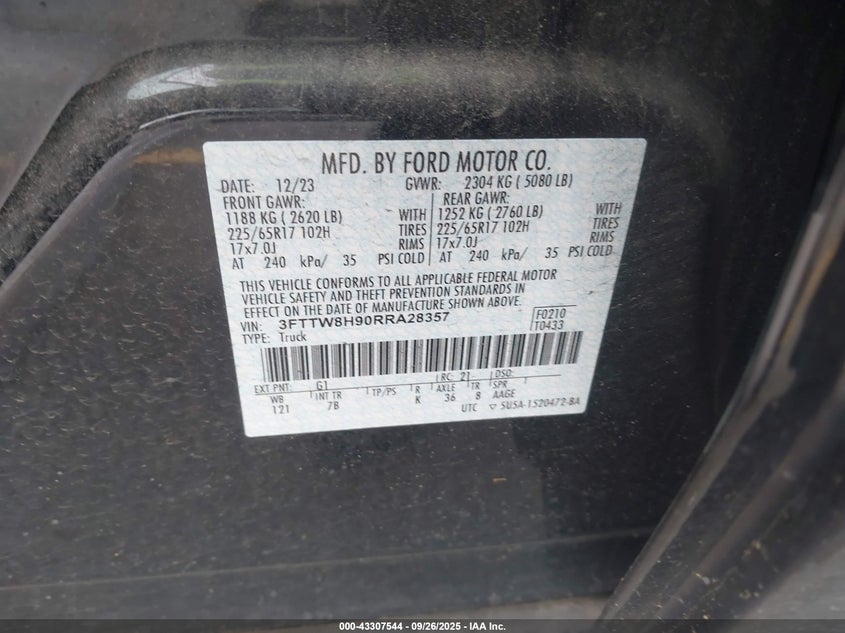 MFD. BY FORD MOTOR CO.
DATE: 12/23 GVWR: 2304 KG ( 5080 LB)
FRONT GAWR: REAR GAWR:
1188 KG ( 2620 LB) WITH 1252 KG ( 2760 LB) WITH
225/65R17 102H TIRES 225/65R17 102H TIRES
17x7.0J RIMS 17x7.0J RIMS
AT 240 kPa/ 35 PSI COLD AT 240 kPa/ 35 PSI COLD
THIS VEHICLE CONFORMS TO ALL APPLICABLE FEDERAL MOTOR
VEHICLE SAFETY AND THEFT PREVENTION STANDARDS IN
EFFECT ON THE DATE OF MANUFACTURE SHOWN ABOVE.
VIN: 3FTTW8H90RRA28357 F0210
TYPE: Truck T0433
EXT PNT: G1 RC: 21 DSO:
WB INT TR TP/PS R AXLE TR SPR
121 7B K 36 8 AAGE
UTC ▽ 5USA-1520472-BA
000-43307544 - 09/26/2025 - IAA Inc.